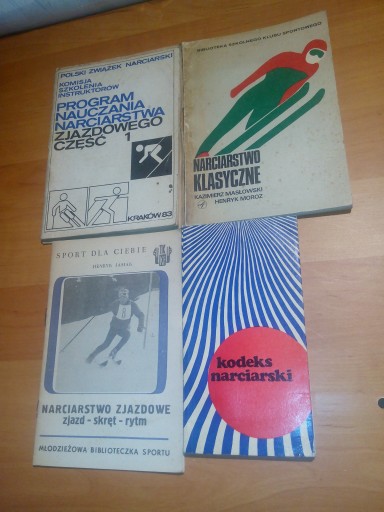 POLSKI ZWIĄZEK NARCIARSKI
KOMISJA
SZKOLENIA
INSTRUKTORÓW
PROGRAM
NAUCZANIA
NARCIARSTWA
ZJAZDOWEGO
CZĘŚĆ 1
KRAKÓW 83
BIBLIOTEKA SZKOLNEGO KLUBU SPORTOWEGO
NARCIARSTWO
KLASYCZNE
KAZIMIERZ MASŁOWSKI
HENRYK MOROZ
SPORT DLA CIEBIE
HENRYK
NARCIARSTWO ZJAZDOWE
zjazd - skręt - rytm
MŁODZIEŻOWA BIBLIOTECZKA SPORTU
kodeks
narciarski